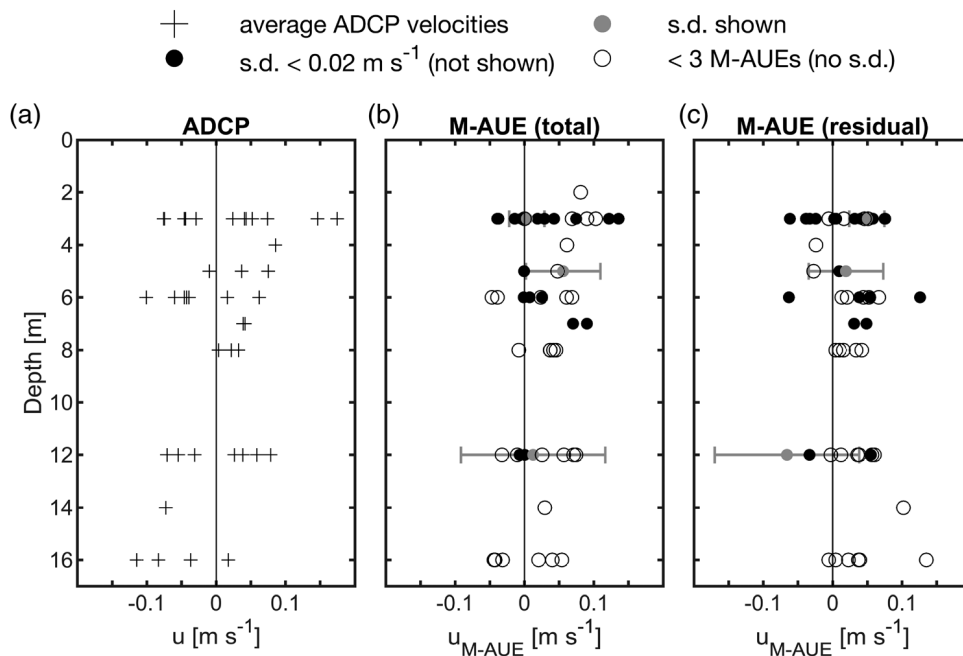 average ADCP velocities
s.d. shown
s.d. < 0.02 m s⁻¹ (not shown)
< 3 M-AUEs (no s.d.)
(a) ADCP
(b) M-AUE (total)
(c) M-AUE (residual)
0
2
4
6
8
10
12
14
16
Depth [m]
-0.1 0 0.1
-0.1 0 0.1
-0.1 0 0.1
u [m s⁻¹]
u_M-AUE [m s⁻¹]
u_M-AUE [m s⁻¹]